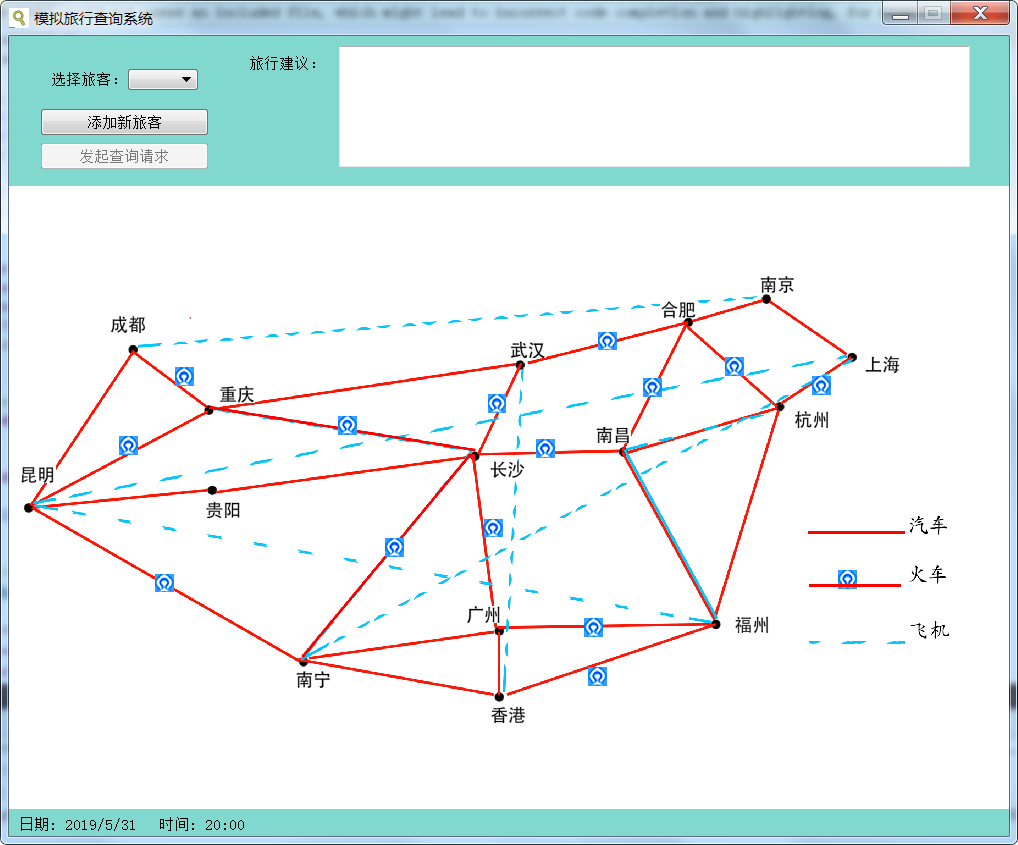 模拟旅行查询系统
选择旅客：
旅行建议：
添加新旅客
发起查询请求
南京
合肥
成都
武汉
上海
重庆
杭州
南昌
长沙
昆明
贵阳
汽车
火车
广州
福州
飞机
南宁
香港
日期: 2019/5/31 时间: 20:00